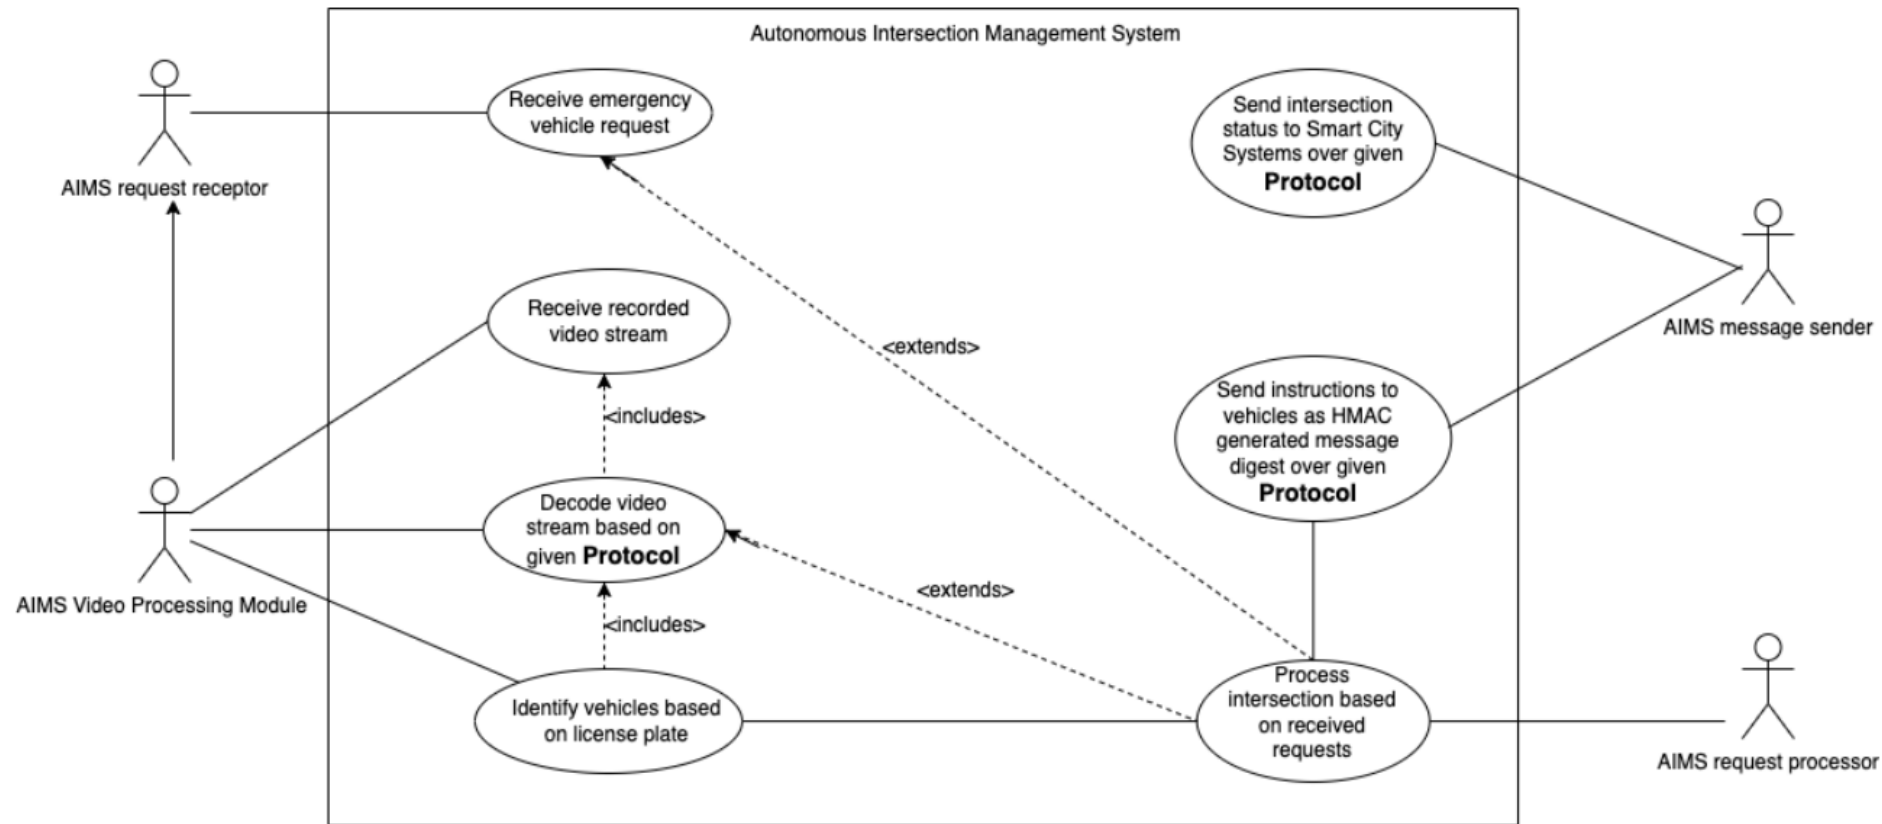 Autonomous Intersection Management System
Receive emergency
vehicle request
AIMS request receptor
Send intersection
status to Smart City
Systems over given
Protocol
AIMS message sender
Receive recorded
video stream
<extends>
<includes>
Send instructions to
vehicles as HMAC
generated message
digest over given
Protocol
Decode video
stream based on
given Protocol
AIMS Video Processing Module
<extends>
<includes>
Identify vehicles based
on license plate
Process
intersection based
on received
requests
AIMS request processor